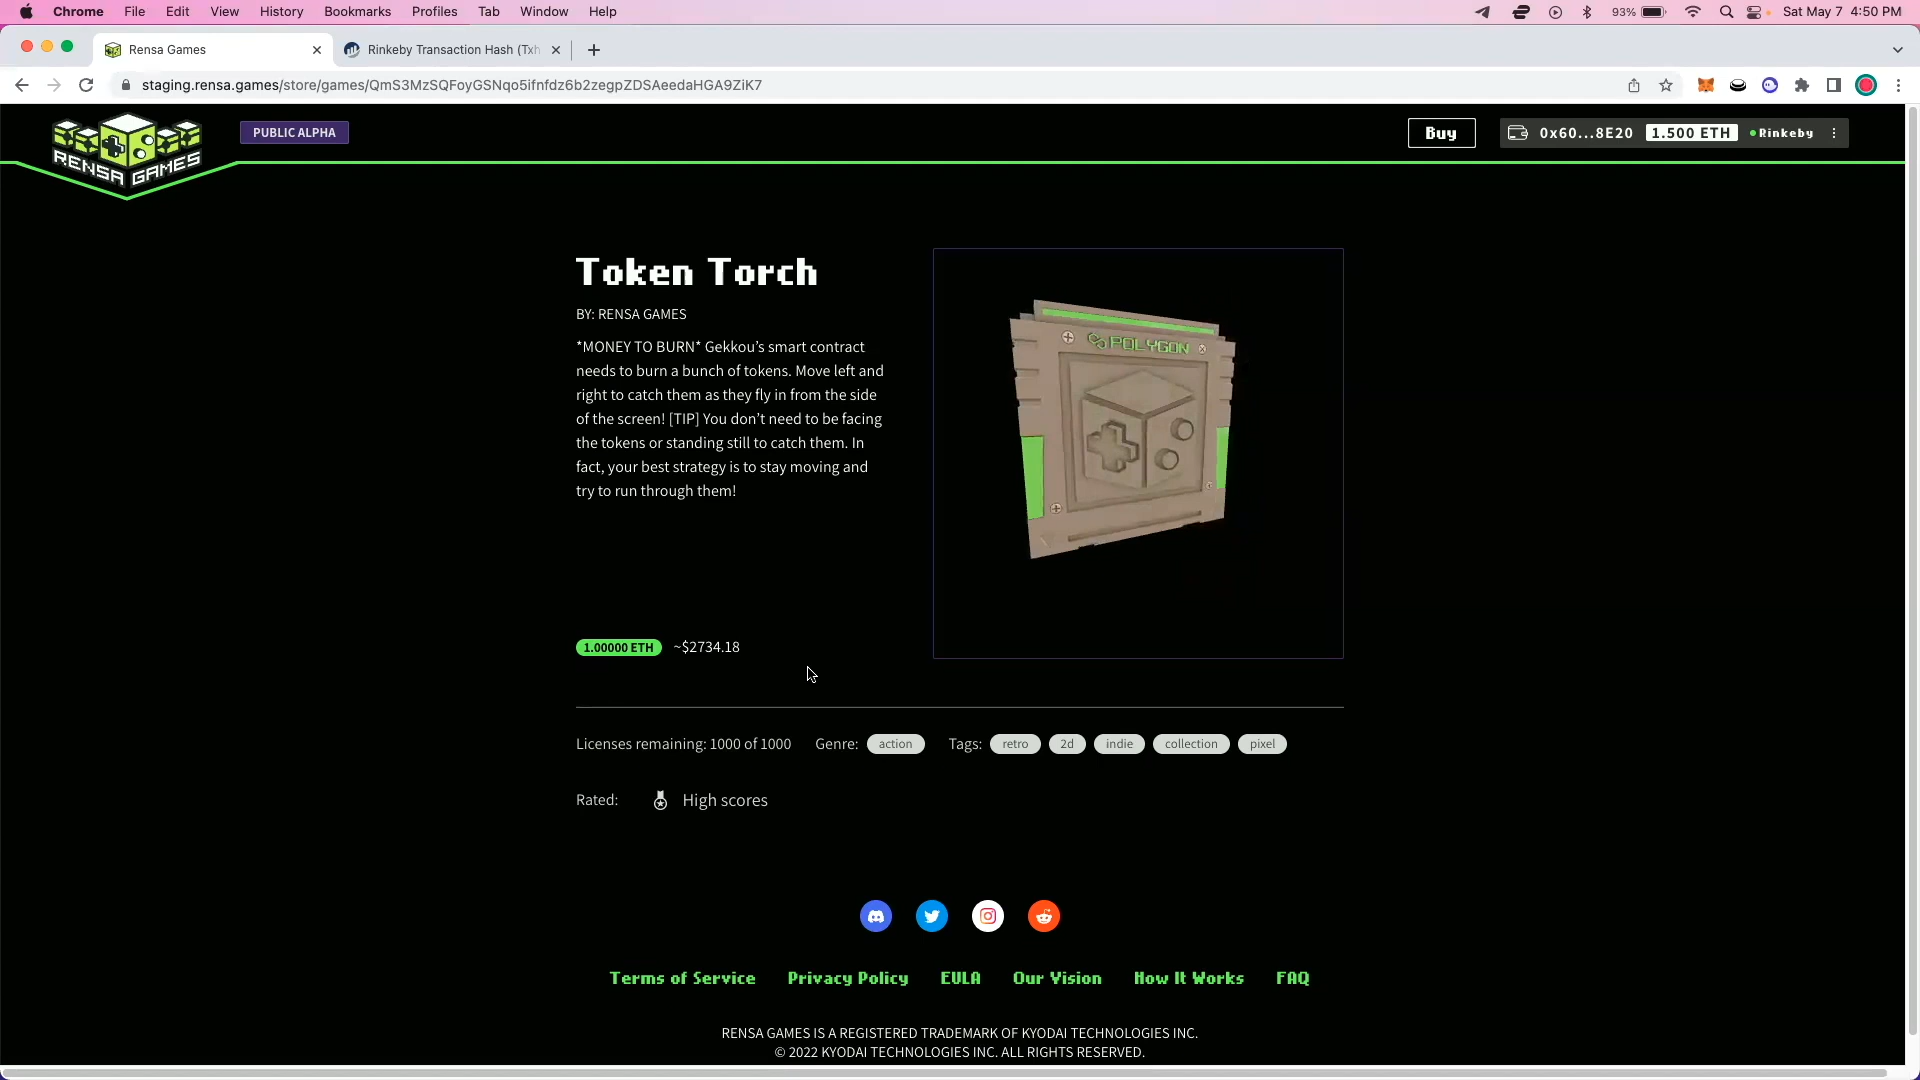 Chrome File Edit View History Bookmarks Profiles Tab Window Help 93% Sat May 7 4:50 PM
Rensa Games Rinkeby Transaction Hash (Txh
staging.rensa.games/store/games/QmS3MzSQFoyGSNqo5ifnfdz6b2zegpZDSAeedaHGA9ZiK7
RENSA GAMES PUBLIC ALPHA Buy 0x60...8E20 1.500 ETH Rinkeby
Token Torch
BY: RENSA GAMES
*MONEY TO BURN* Gekkou’s smart contract
needs to burn a bunch of tokens. Move left and
right to catch them as they fly in from the side
of the screen! [TIP] You don’t need to be facing
the tokens or standing still to catch them. In
fact, your best strategy is to stay moving and
try to run through them!
POLYGON
1.00000 ETH ~$2734.18
Licenses remaining: 1000 of 1000 Genre: action Tags: retro 2d indie collection pixel
Rated: High scores
Terms of Service Privacy Policy EULA Our Vision How It Works FAQ
RENSA GAMES IS A REGISTERED TRADEMARK OF KYODAI TECHNOLOGIES INC.
© 2022 KYODAI TECHNOLOGIES INC. ALL RIGHTS RESERVED.